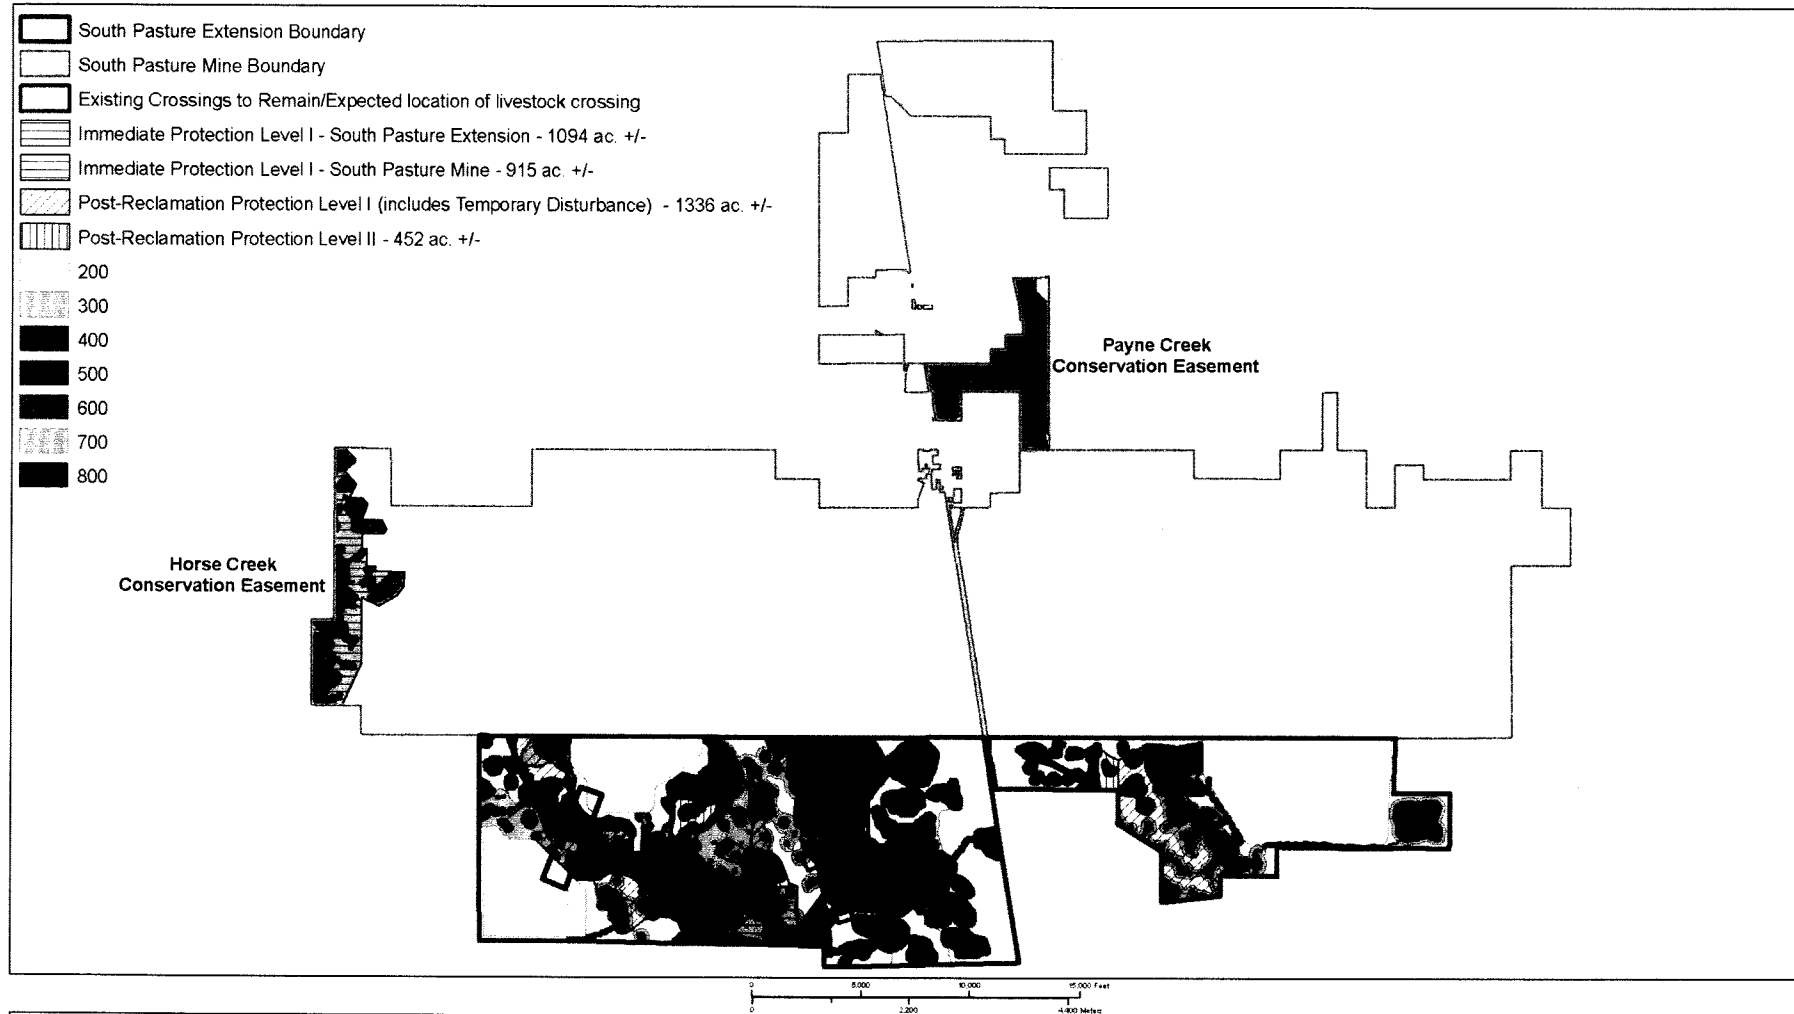 South Pasture Extension Boundary
South Pasture Mine Boundary
Existing Crossings to Remain/Expected location of livestock crossing
Immediate Protection Level I - South Pasture Extension - 1094 ac. +/-
Immediate Protection Level I - South Pasture Mine - 915 ac. +/-
Post-Reclamation Protection Level I (includes Temporary Disturbance) - 1336 ac. +/-
Post-Reclamation Protection Level II - 452 ac. +/-
200
300
400
500
600
700
800
Payne Creek
Conservation Easement
Horse Creek
Conservation Easement
0 5,000 10,000 15,000 Feet
0 2,200 4,400 Meters